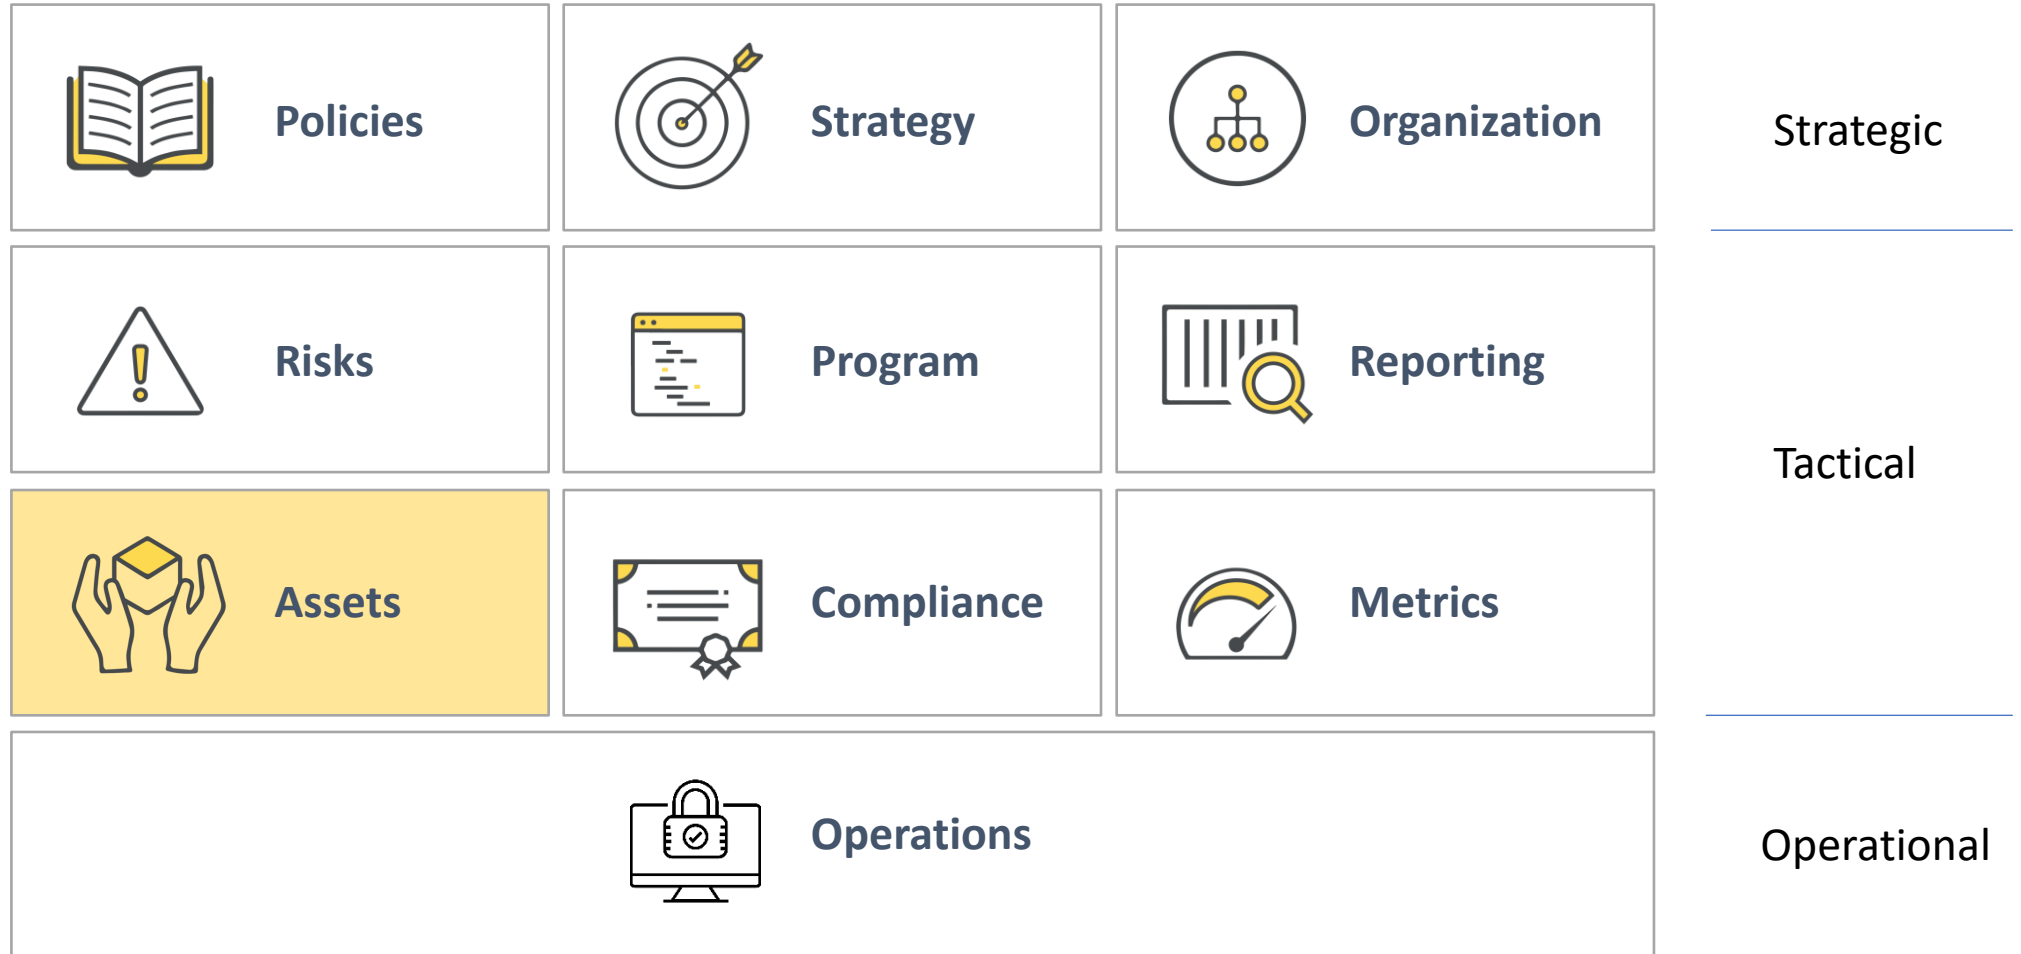 Policies
Strategy
Organization
Strategic
Risks
Program
Reporting
Tactical
Assets
Compliance
Metrics
Operations
Operational